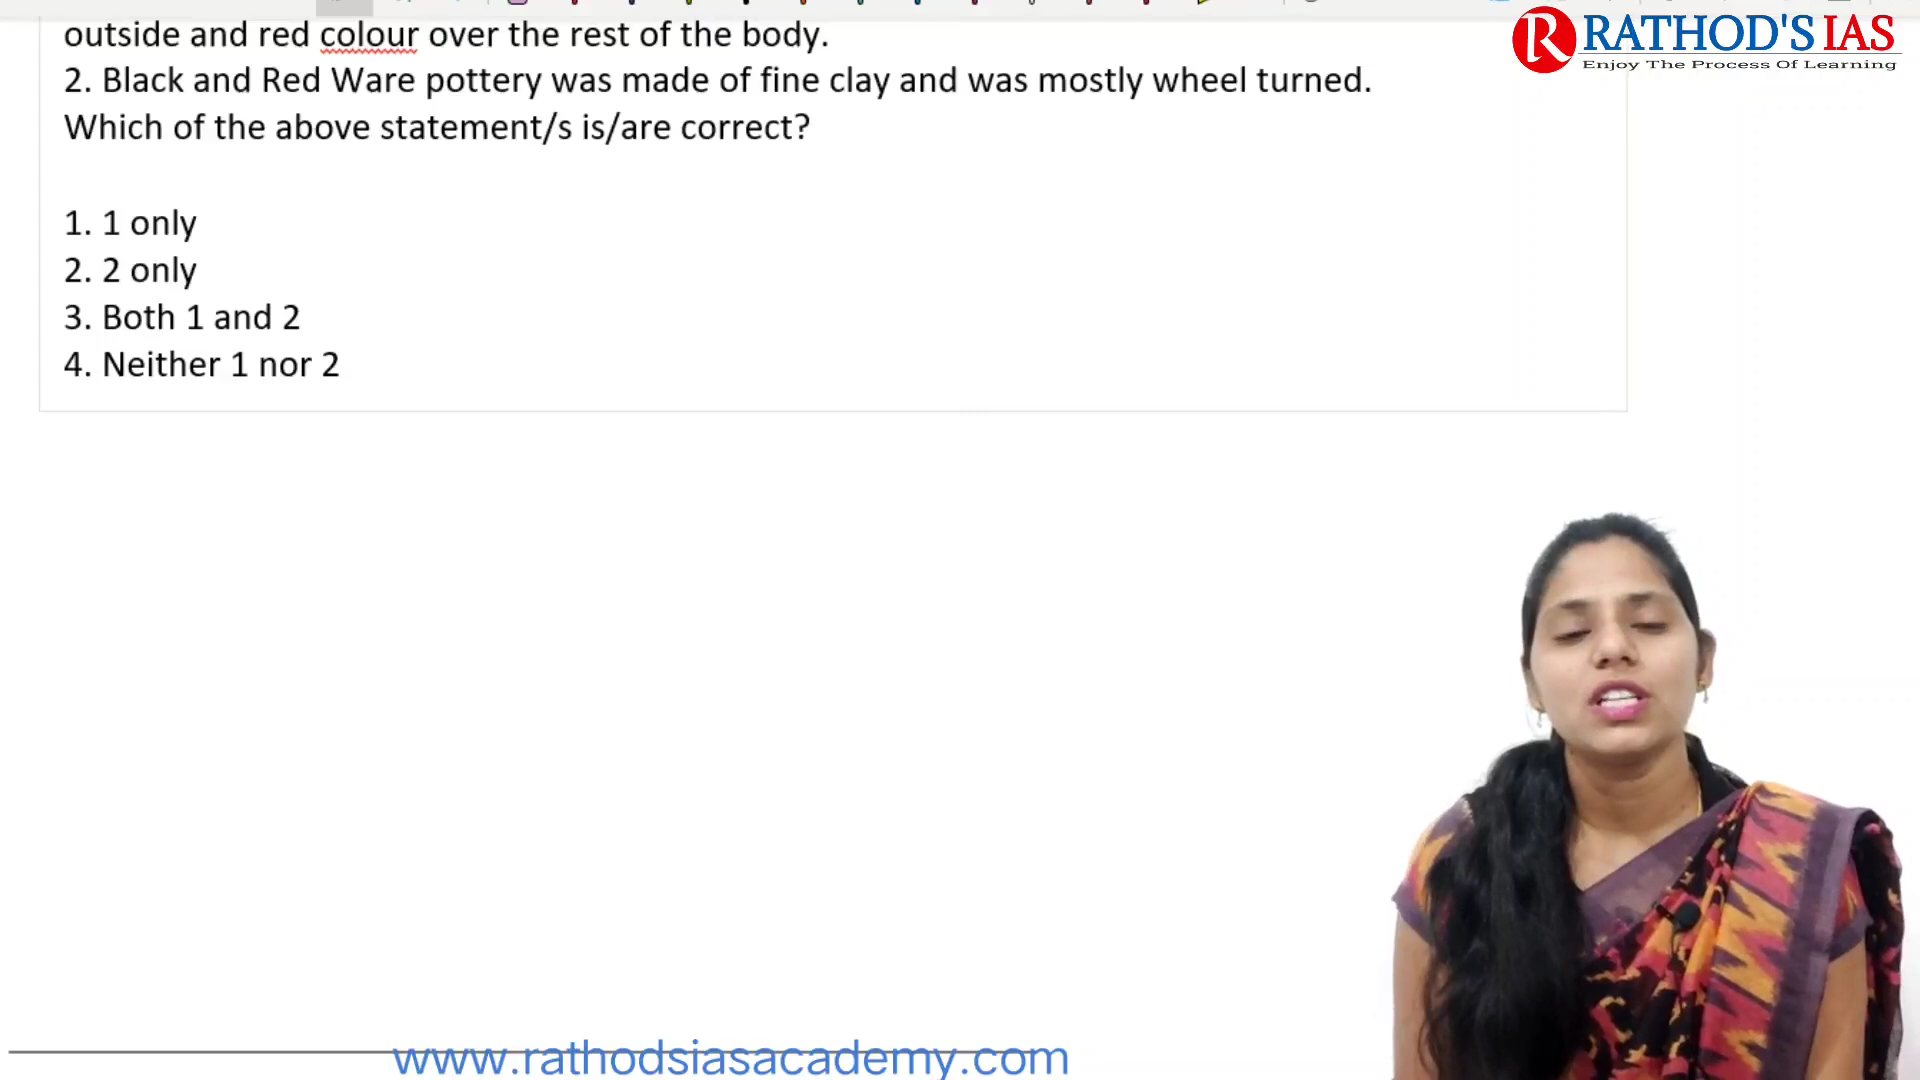 outside and red colour over the rest of the body.
RATHOD'S IAS
Enjoy The Process Of Learning
2. Black and Red Ware pottery was made of fine clay and was mostly wheel turned.
Which of the above statement/s is/are correct?
1. 1 only
2. 2 only
3. Both 1 and 2
4. Neither 1 nor 2
www.rathodsiasacademy.com